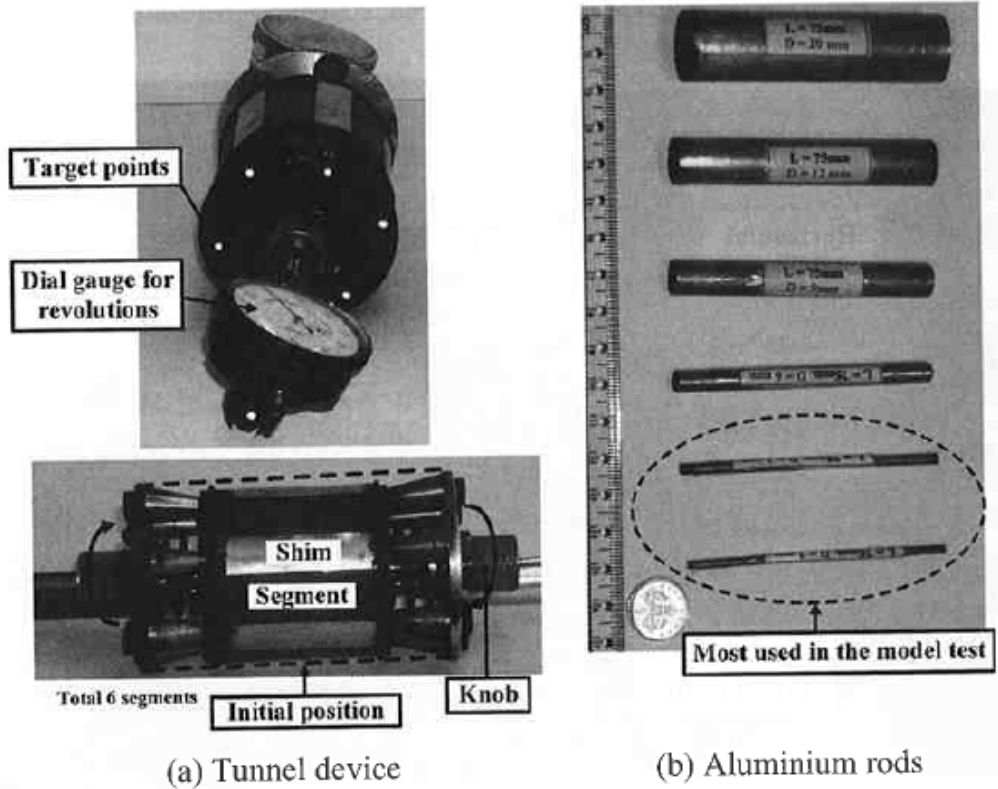 Target points
Dial gauge for
revolutions
Shim
Segment
Total 6 segments
Initial position
Knob
(a) Tunnel device
L = 75mm
D = 20 mm
L = 75mm
D = 12 mm
L = 75mm
Most used in the model test
(b) Aluminium rods